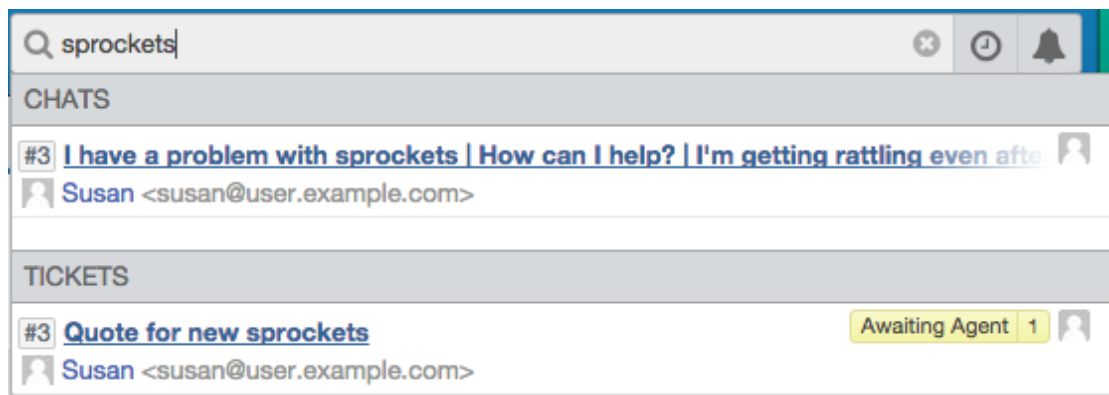 sprockets
CHATS
#3 I have a problem with sprockets | How can I help? | I'm getting rattling even afte
Susan <susan@user.example.com>
TICKETS
#3 Quote for new sprockets Awaiting Agent 1
Susan <susan@user.example.com>